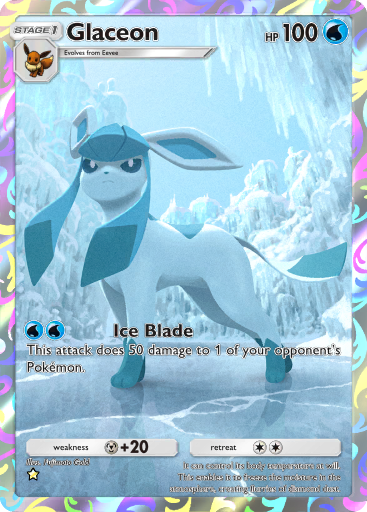 STAGE 1
Glaceon
HP 100
Evolves from Eevee
Ice Blade
This attack does 50 damage to 1 of your opponent's
Pokémon.
weakness +20
retreat
Illus.
It can control its body temperature at will.
This enables it to freeze the moisture in the
atmosphere, creating flurries of diamond dust.